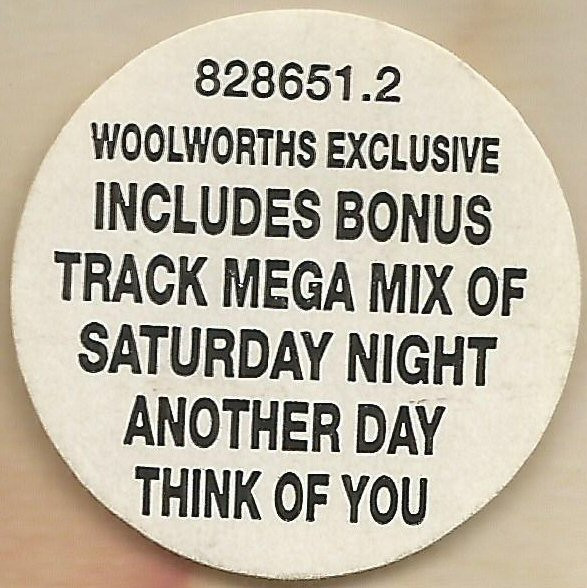 828651.2
WOOLWORTHS EXCLUSIVE
INCLUDES BONUS
TRACK MEGA MIX OF
SATURDAY NIGHT
ANOTHER DAY
THINK OF YOU